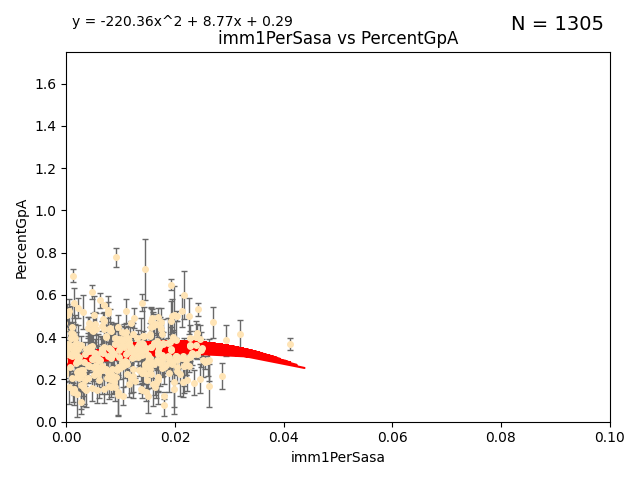 y = -220.36x^2 + 8.77x + 0.29
N = 1305
imm1PerSasa vs PercentGpA
PercentGpA
1.6
1.4
1.2
1.0
0.8
0.6
0.4
0.2
0.0
0.00 0.02 0.04 0.06 0.08 0.10
imm1PerSasa